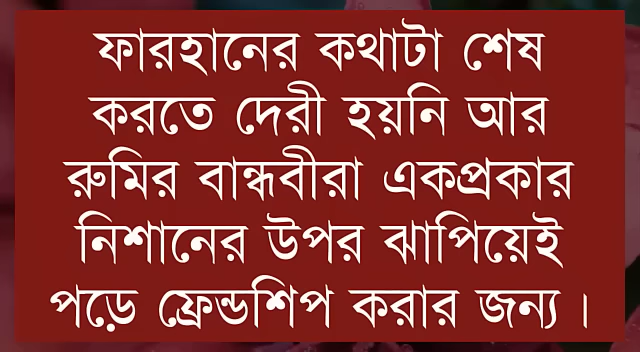 ফারহানের কথাটা শেষ
করতে দেরী হয়নি আর
রুমির বান্ধবীরা একপ্রকার
নিশানের উপর ঝাপিয়েই
পড়ে ফ্রেন্ডশিপ করার জন্য।